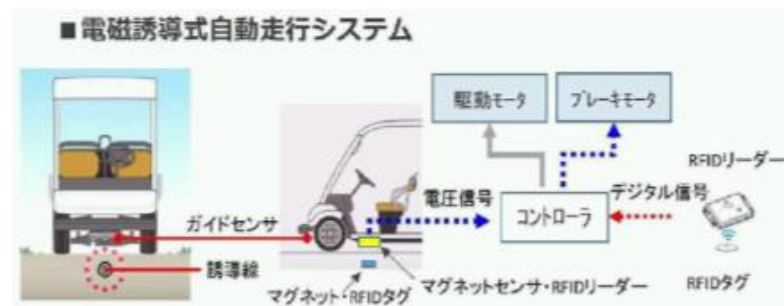 ■電磁誘導式自動走行システム
駆動モータ
ブレーキモータ
RFIDリーダー
電圧信号
デジタル信号
コントローラ
ガイドセンサ
誘導線
マグネット・RFIDタグ
マグネットセンサ・RFIDリーダー
RFIDタグ